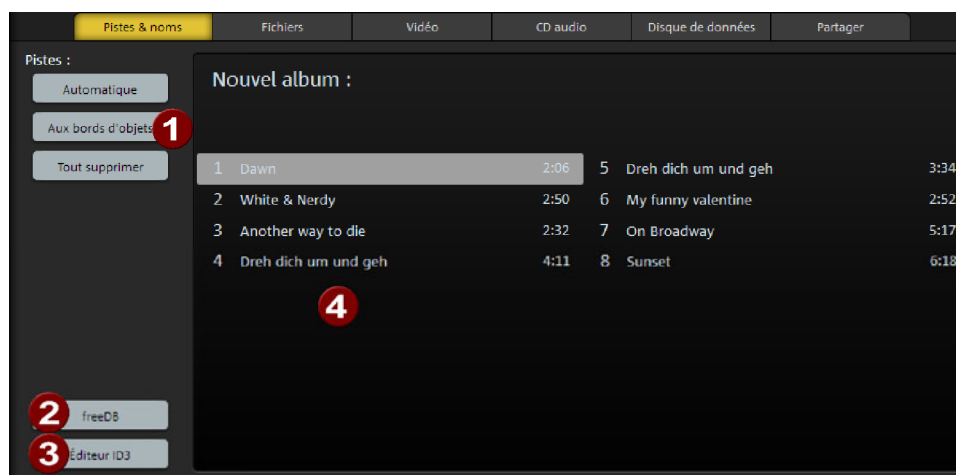 Pistes & noms Fichiers Vidéo CD audio Disque de données Partager
Pistes :
Automatique
Aux bords d'objets
1
Tout supprimer
Nouvel album :
1 Dawn 2:06
2 White & Nerdy 2:50
3 Another way to die 2:32
4 Dreh dich um und geh 4:11
5 Dreh dich um und geh 3:34
6 My funny valentine 2:52
7 On Broadway 5:17
8 Sunset 6:18
4
2 freeDB
3 Éditeur ID3